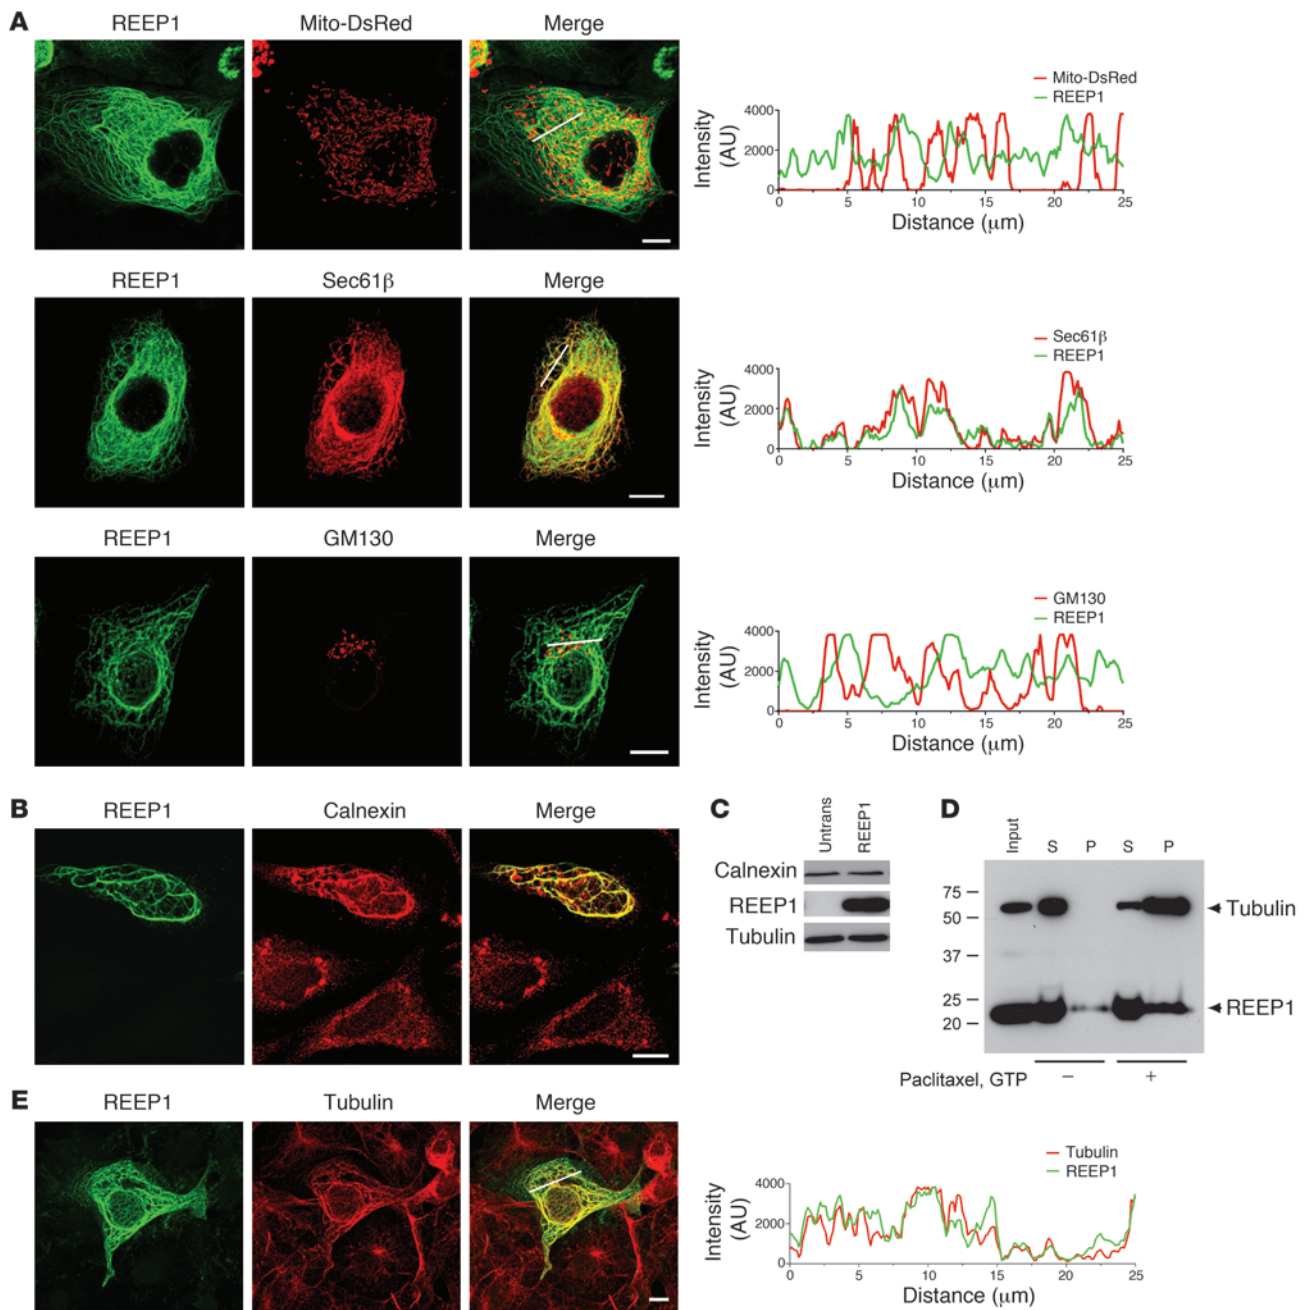 A
REEP1 Mito-DsRed Merge
Mito-DsRed
REEP1
Intensity (AU)
4000
2000
0
0 5 10 15 20 25
Distance (μm)
REEP1 Sec61β Merge
Sec61β
REEP1
Intensity (AU)
4000
2000
0
0 5 10 15 20 25
Distance (μm)
REEP1 GM130 Merge
GM130
REEP1
Intensity (AU)
4000
2000
0
0 5 10 15 20 25
Distance (μm)
B
REEP1 Calnexin Merge
C
Untrans
REEP1
Calnexin
REEP1
Tubulin
D
Input S P S P
75
50
37
25
20
Tubulin
REEP1
Paclitaxel, GTP − +
E
REEP1 Tubulin Merge
Tubulin
REEP1
Intensity (AU)
4000
2000
0
0 5 10 15 20 25
Distance (μm)